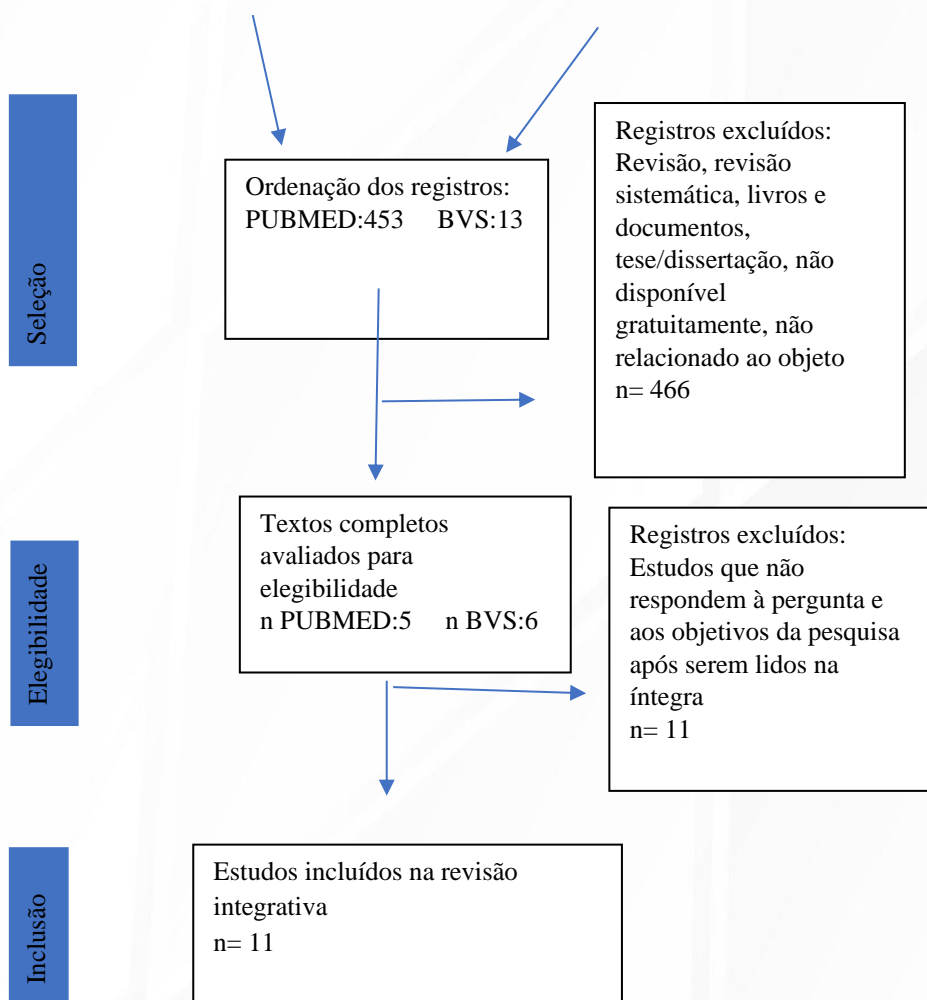 Seleção
Ordenação dos registros:
PUBMED:453 BVS:13
Registros excluídos:
Revisão, revisão
sistemática, livros e
documentos,
tese/dissertação, não
disponível
gratuitamente, não
relacionado ao objeto
n= 466
Elegibilidade
Textos completos
avaliados para
elegibilidade
n PUBMED:5 n BVS:6
Registros excluídos:
Estudos que não
respondem à pergunta e
aos objetivos da pesquisa
após serem lidos na
íntegra
n= 11
Inclusão
Estudos incluídos na revisão
integrativa
n= 11